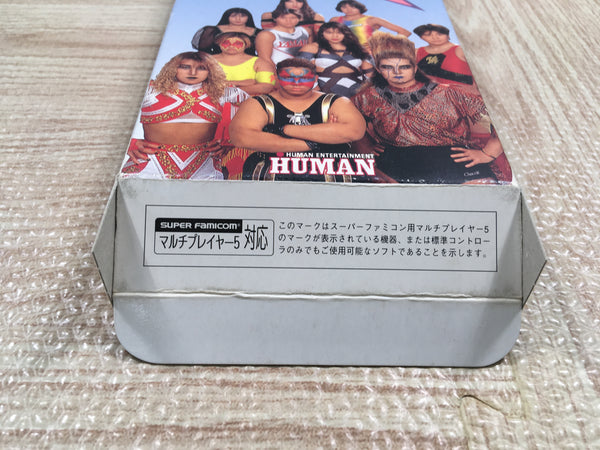 HUMAN ENTERTAINMENT
HUMAN
SUPER FAMICOM
マルチプレイヤー5
対応
このマークはスーパーファミコン用マルチプレイヤー5
のマークが表示されている機器、または標準コントロー
ラのみでもご使用可能なソフトであることを示します。